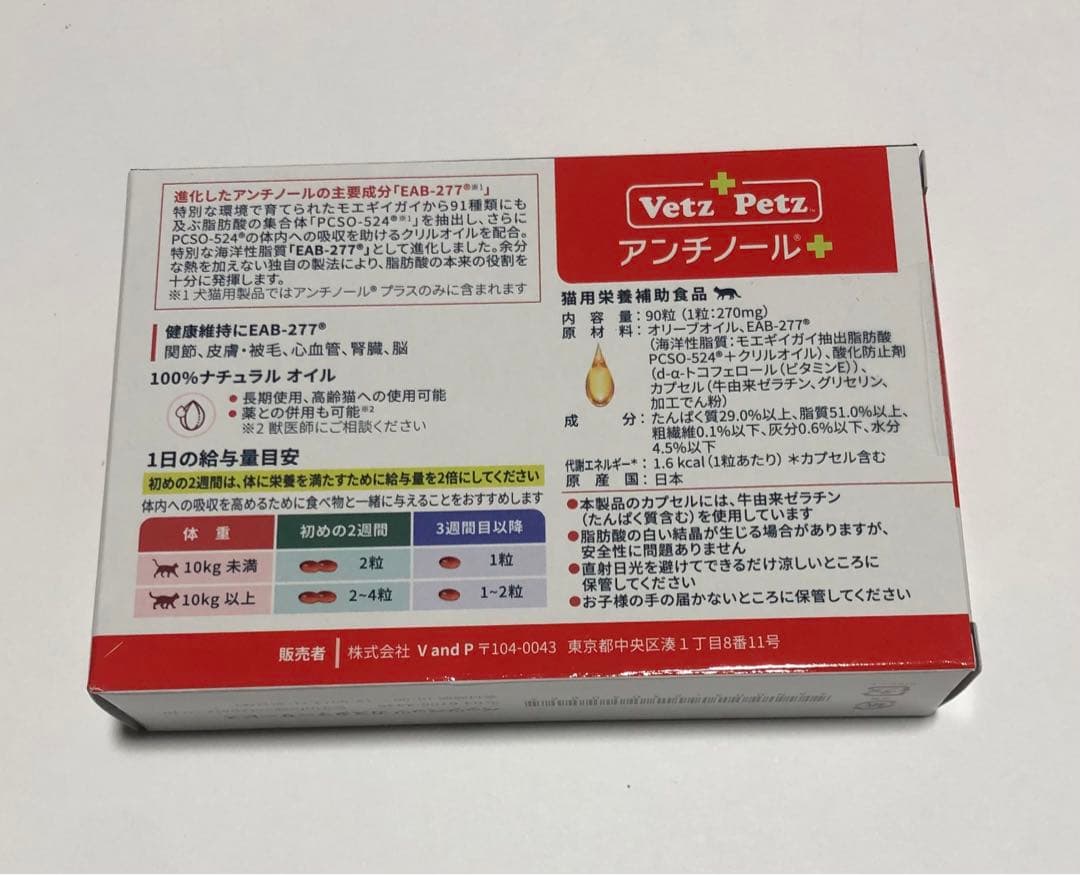 進化したアンチノールの主要成分「EAB-277®※1」
特別な環境で育てられたモエギイガイから91種類にも
及ぶ脂肪酸の集合体「PCSO-524®※1」を抽出し、さらに
PCSO-524®の体内への吸収を助けるクリルオイルを配合。
特別な海洋性脂質「EAB-277®」として進化しました。余分
な熱を加えない独自の製法により、脂肪酸の本来の役割を
十分に発揮します。
※1 犬猫用製品ではアンチノール® プラスのみに含まれます
健康維持にEAB-277®
関節、皮膚・被毛、心血管、腎臓、脳
100%ナチュラル オイル
● 長期使用、高齢猫への使用可能
● 薬との併用も可能※2
※2 獣医師にご相談ください
1日の給与量目安
初めの2週間は、体に栄養を満たすために給与量を2倍にしてください
体内への吸収を高めるために食べ物と一緒に与えることをおすすめします
体 重 初めの2週間 3週間目以降
10kg 未満 2粒 1粒
10kg 以上 2~4粒 1~2粒
Vetz Petz™
アンチノール®
猫用栄養補助食品
内容量:90粒 (1粒:270mg)
原材料:オリーブオイル、EAB-277®
(海洋性脂質:モエギイガイ抽出脂肪酸
PCSO-524®+クリルオイル)、酸化防止剤
(d-α-トコフェロール(ビタミンE))、
カプセル(牛由来ゼラチン、グリセリン、
加工でん粉)
成分:たんぱく質29.0%以上、脂質51.0%以上、
粗繊維0.1%以下、灰分0.6%以下、水分
4.5%以下
代謝エネルギー*:1.6 kcal (1粒あたり) *カプセル含む
原産国:日本
●本製品のカプセルには、牛由来ゼラチン
(たんぱく質含む)を使用しています
●脂肪酸の白い結晶が生じる場合がありますが、
安全性に問題ありません
●直射日光を避けてできるだけ涼しいところに
保管してください
●お子様の手の届かないところに保管してください
販売者 株式会社 V and P 〒104-0043 東京都中央区湊1丁目8番11号